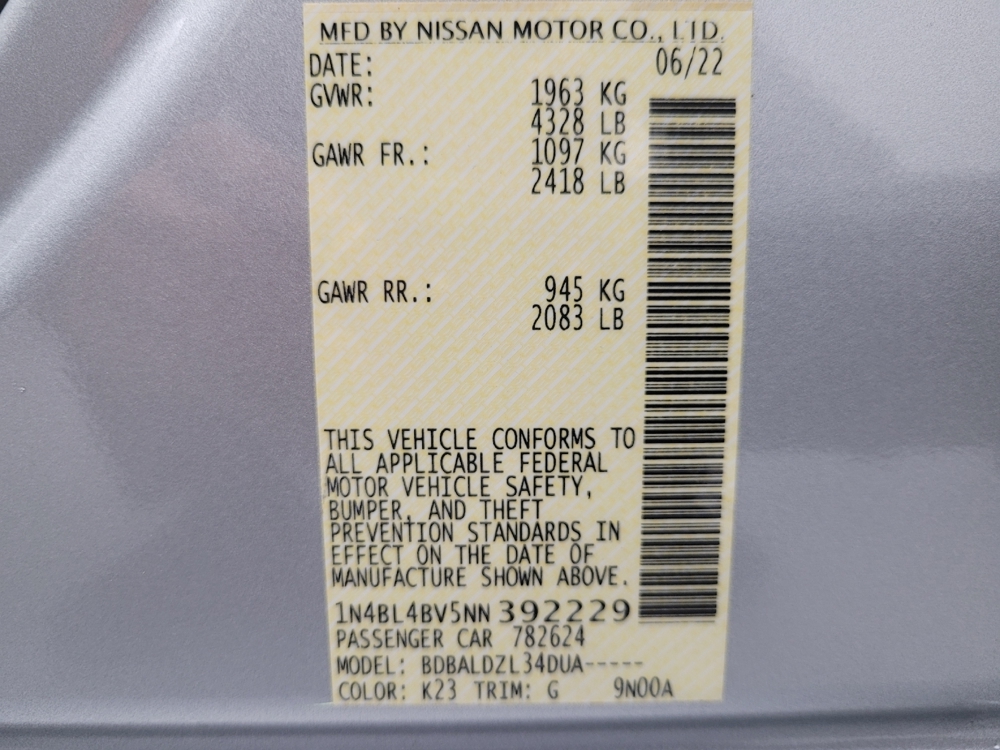 MFD BY NISSAN MOTOR CO., LTD.
DATE: 06/22
GVWR: 1963 KG
4328 LB
GAWR FR.: 1097 KG
2418 LB
GAWR RR.: 945 KG
2083 LB
THIS VEHICLE CONFORMS TO
ALL APPLICABLE FEDERAL
MOTOR VEHICLE SAFETY,
BUMPER, AND THEFT
PREVENTION STANDARDS IN
EFFECT ON THE DATE OF
MANUFACTURE SHOWN ABOVE.
1N4BL4BV5NN392229
PASSENGER CAR 782624
MODEL: BDBALDZL34DUA-----
COLOR: K23 TRIM: G 9N00A